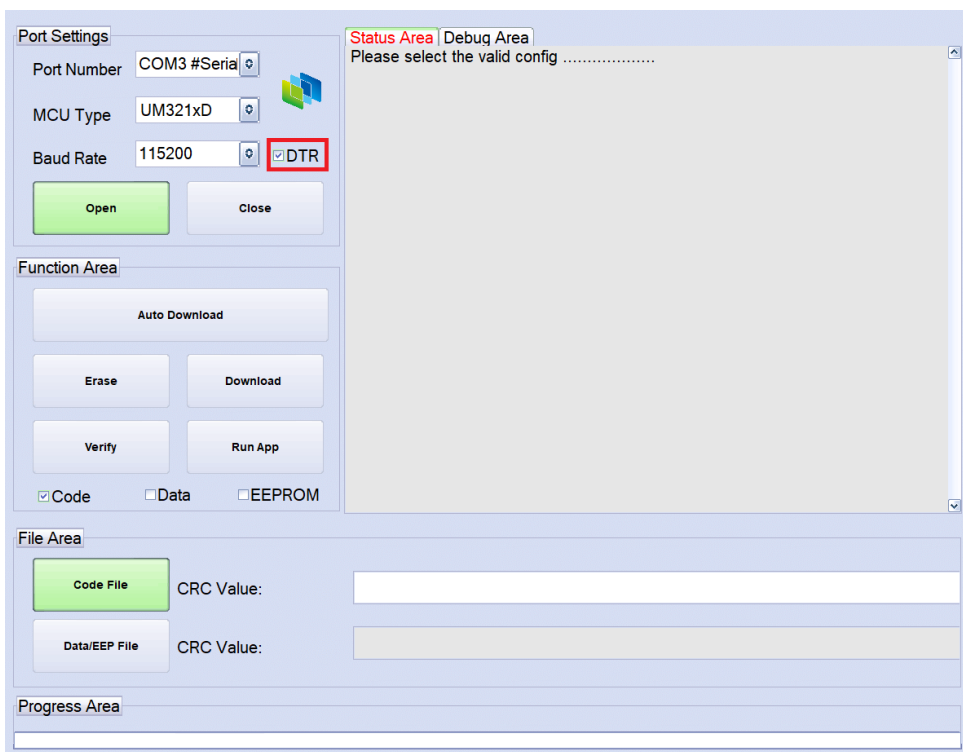 Port Settings
Port Number COM3 #Serial
MCU Type UM321xD
Baud Rate 115200 DTR
Open Close
Function Area
Auto Download
Erase Download
Verify Run App
Code Data EEPROM
Status Area Debug Area
Please select the valid config ...................
File Area
Code File CRC Value:
Data/EEP File CRC Value:
Progress Area